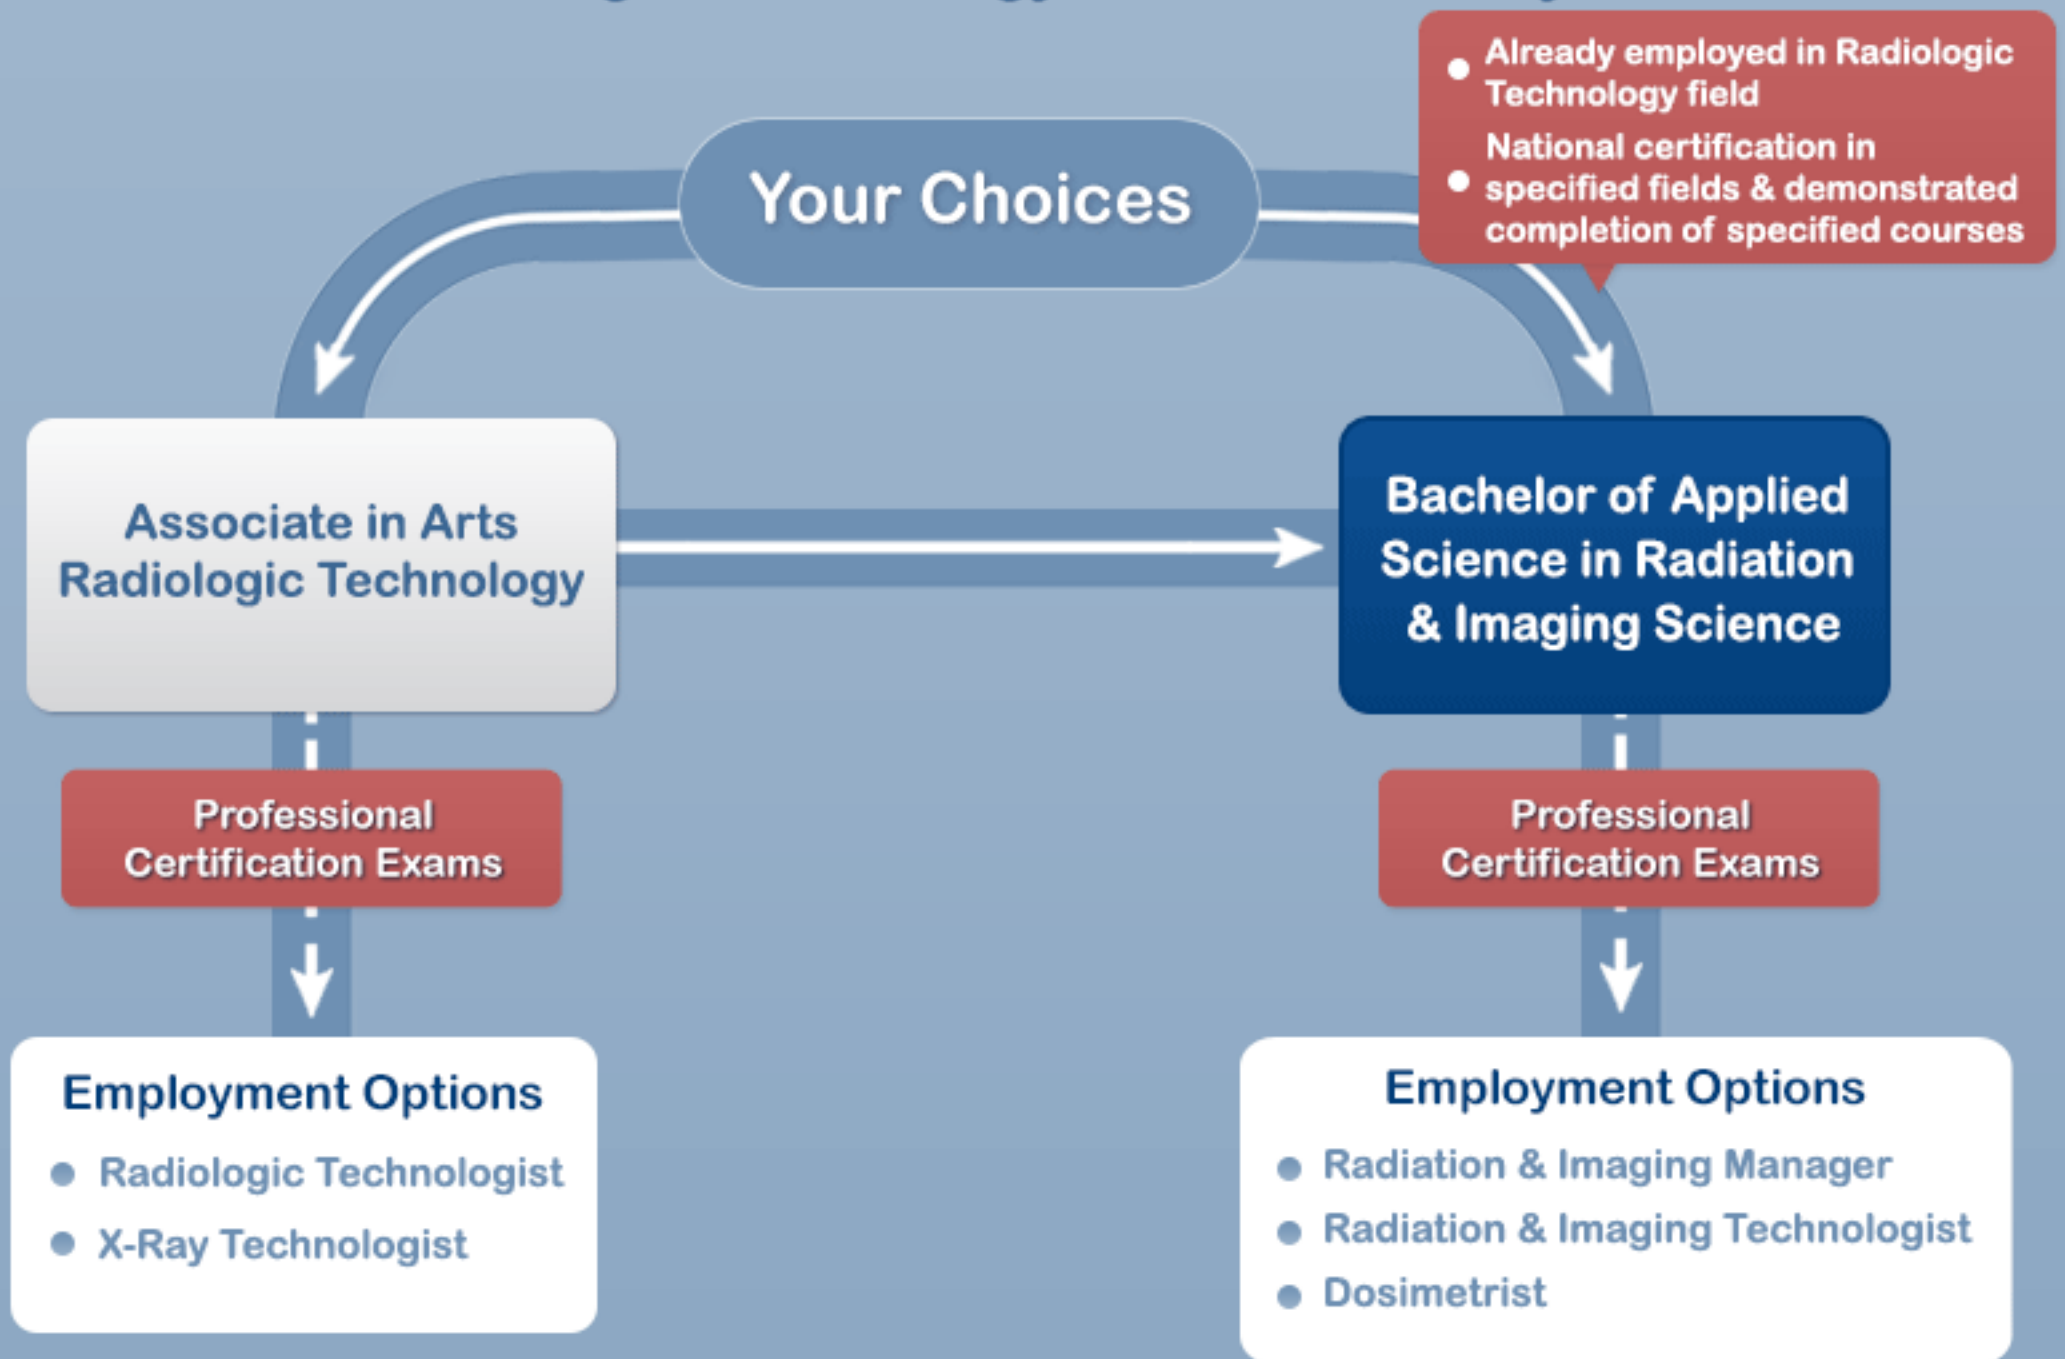 Already employed in Radiologic
Technology field
National certification in
specified fields & demonstrated
completion of specified courses
Your Choices
Associate in Arts
Radiologic Technology
Bachelor of Applied
Science in Radiation
& Imaging Science
Professional
Certification Exams
Professional
Certification Exams
Employment Options
Radiologic Technologist
X-Ray Technologist
Employment Options
Radiation & Imaging Manager
Radiation & Imaging Technologist
Dosimetrist